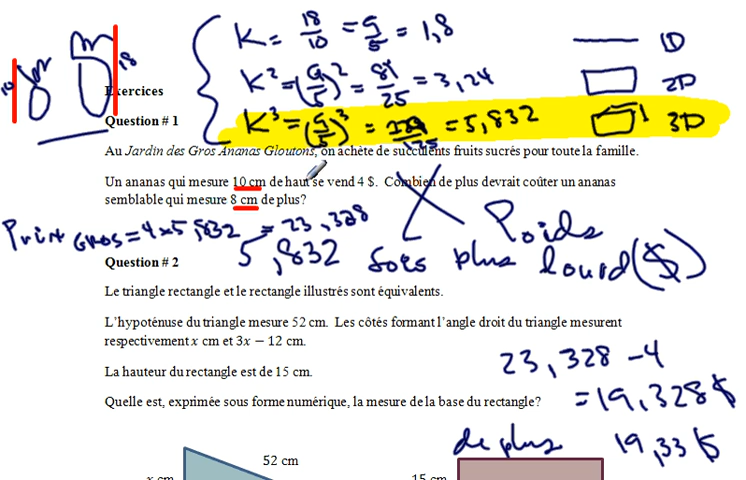 K = 18/10 = 9/5 = 1,8
1D
10
18
K² = (9/5)² = 81/25 = 3,24
2D
Exercices
K³ = (9/5)³ = 729/125 = 5,832
3D
Question # 1
Au Jardin des Gros Ananas Gloutons, on achète de succulents fruits sucrés pour toute la famille.
Un ananas qui mesure 10 cm de haut se vend 4 $. Combien de plus devrait coûter un ananas
semblable qui mesure 8 cm de plus?
Prix GROS = 4 x 5,832 = 23,328
Poids
5,832 fois plus lourd ($)
Question # 2
Le triangle rectangle et le rectangle illustrés sont équivalents.
L'hypoténuse du triangle mesure 52 cm. Les côtés formant l'angle droit du triangle mesurent
respectivement x cm et 3x − 12 cm.
23,328 - 4
La hauteur du rectangle est de 15 cm.
= 19,328 $
Quelle est, exprimée sous forme numérique, la mesure de la base du rectangle?
de plus 19,33 $
52 cm
x cm
15 cm